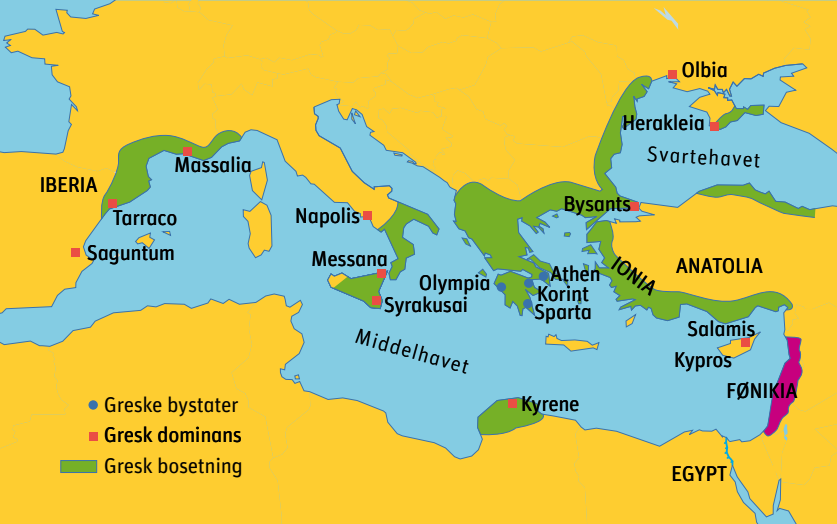 Olbia
Herakleia
Svartehavet
Massalia
IBERIA
Tarraco
Napolis
Bysants
Saguntum
Messana
IONIA
ANATOLIA
Olympia
Athen
Korint
Syrakusai
Sparta
Salamis
Middelhavet
Kypros
FØNIKIA
Greske bystater
Kyrene
Gresk dominans
Gresk bosetning
EGYPT